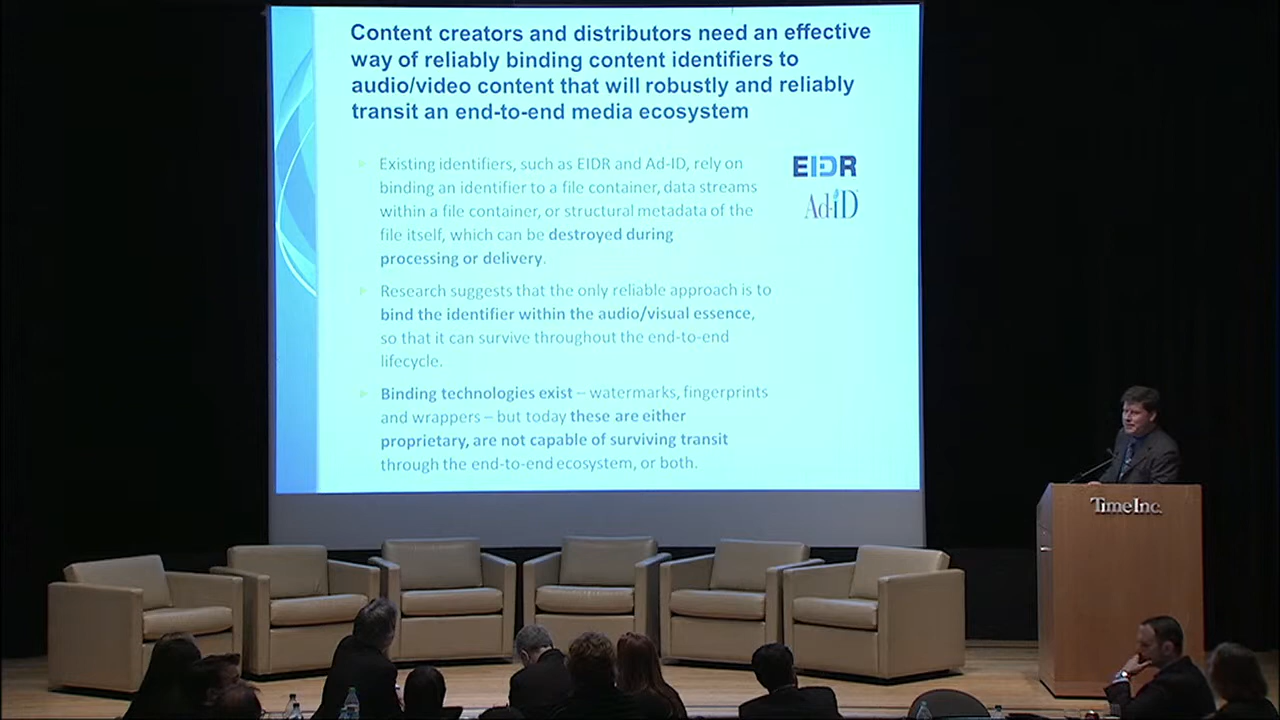 Content creators and distributors need an effective
way of reliably binding content identifiers to
audio/video content that will robustly and reliably
transit an end-to-end media ecosystem
Existing identifiers, such as EIDR and Ad-ID, rely on
binding an identifier to a file container, data streams
within a file container, or structural metadata of the
file itself, which can be destroyed during
processing or delivery.
EIDR
Ad-ID
Research suggests that the only reliable approach is to
bind the identifier within the audio/visual essence,
so that it can survive throughout the end-to-end
lifecycle.
Binding technologies exist – watermarks, fingerprints
and wrappers – but today these are either
proprietary, are not capable of surviving transit
through the end-to-end ecosystem, or both.
TimeInc.